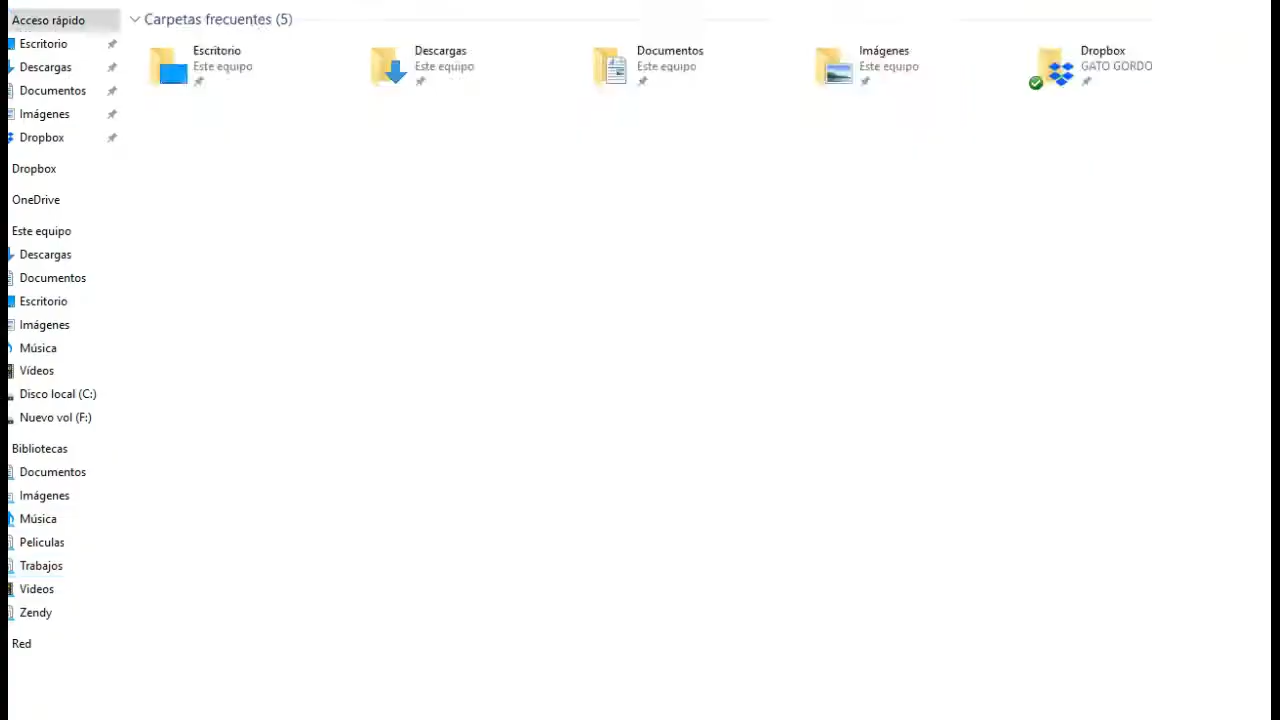 Acceso rápido
Escritorio
Descargas
Documentos
Imágenes
Dropbox
Dropbox
OneDrive
Este equipo
Descargas
Documentos
Escritorio
Imágenes
Música
Vídeos
Disco local (C:)
Nuevo vol (F:)
Bibliotecas
Documentos
Imágenes
Música
Peliculas
Trabajos
Videos
Zendy
Red
Carpetas frecuentes (5)
Escritorio
Este equipo
Descargas
Este equipo
Documentos
Este equipo
Imágenes
Este equipo
Dropbox
GATO GORDO